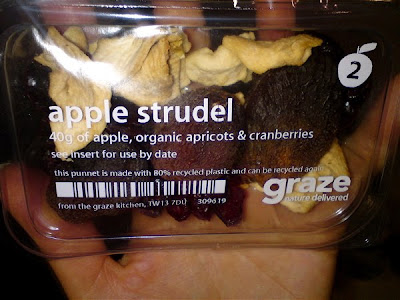 2
apple strudel
40g of apple, organic apricots & cranberries
see insert for use by date
this punnet is made with 80% recycled plastic and can be recycled again
graze
nature delivered
from the graze kitchen, TW13 7DU 309619